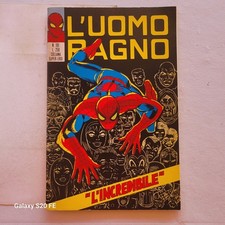 L'UOMO
RAGNO
"L'INCREDIBILE"
Galaxy S20 FE